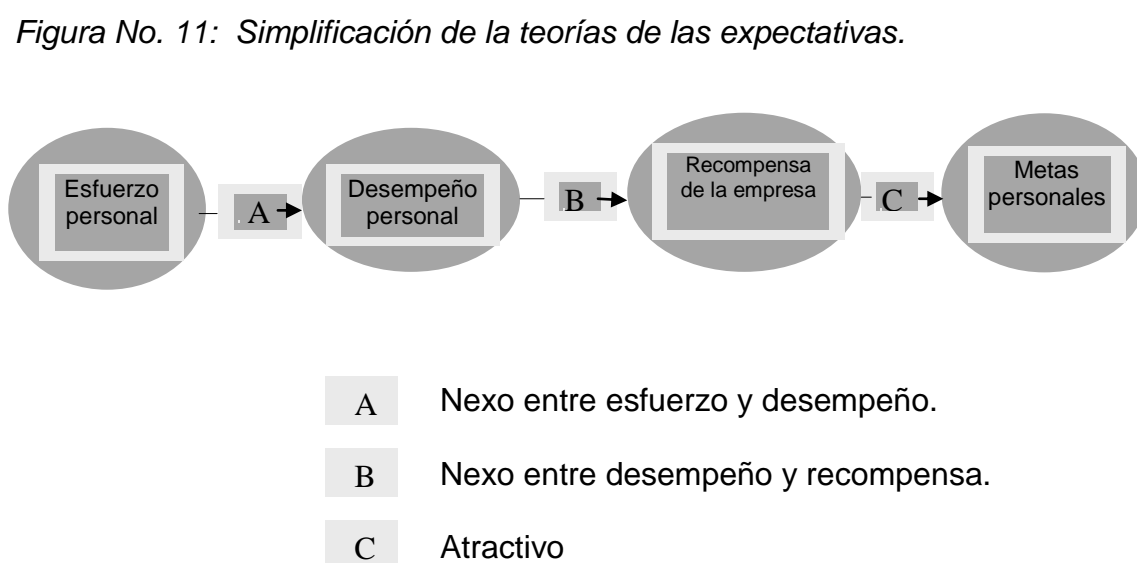 Figura No. 11:  Simplificación de la teorías de las expectativas.
Esfuerzo
personal
A
Desempeño
personal
B
Recompensa
de la empresa
C
Metas
personales
A Nexo entre esfuerzo y desempeño.
B Nexo entre desempeño y recompensa.
C Atractivo